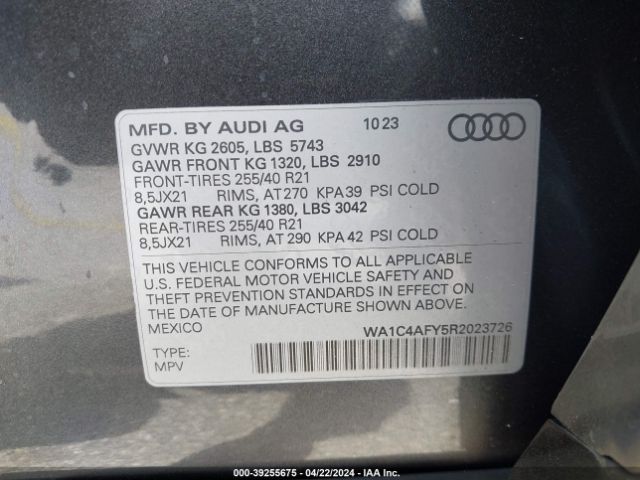 MFD. BY AUDI AG 10 23
GVWR KG 2605, LBS 5743
GAWR FRONT KG 1320, LBS 2910
FRONT-TIRES 255/40 R21
8,5JX21 RIMS, AT 270 KPA 39 PSI COLD
GAWR REAR KG 1380, LBS 3042
REAR-TIRES 255/40 R21
8,5JX21 RIMS, AT 290 KPA 42 PSI COLD
THIS VEHICLE CONFORMS TO ALL APPLICABLE
U.S. FEDERAL MOTOR VEHICLE SAFETY AND
THEFT PREVENTION STANDARDS IN EFFECT ON
THE DATE OF MANUFACTURE SHOWN ABOVE.
MEXICO WA1C4AFY5R2023726
TYPE:
MPV
000-39255675 - 04/22/2024 - IAA Inc.